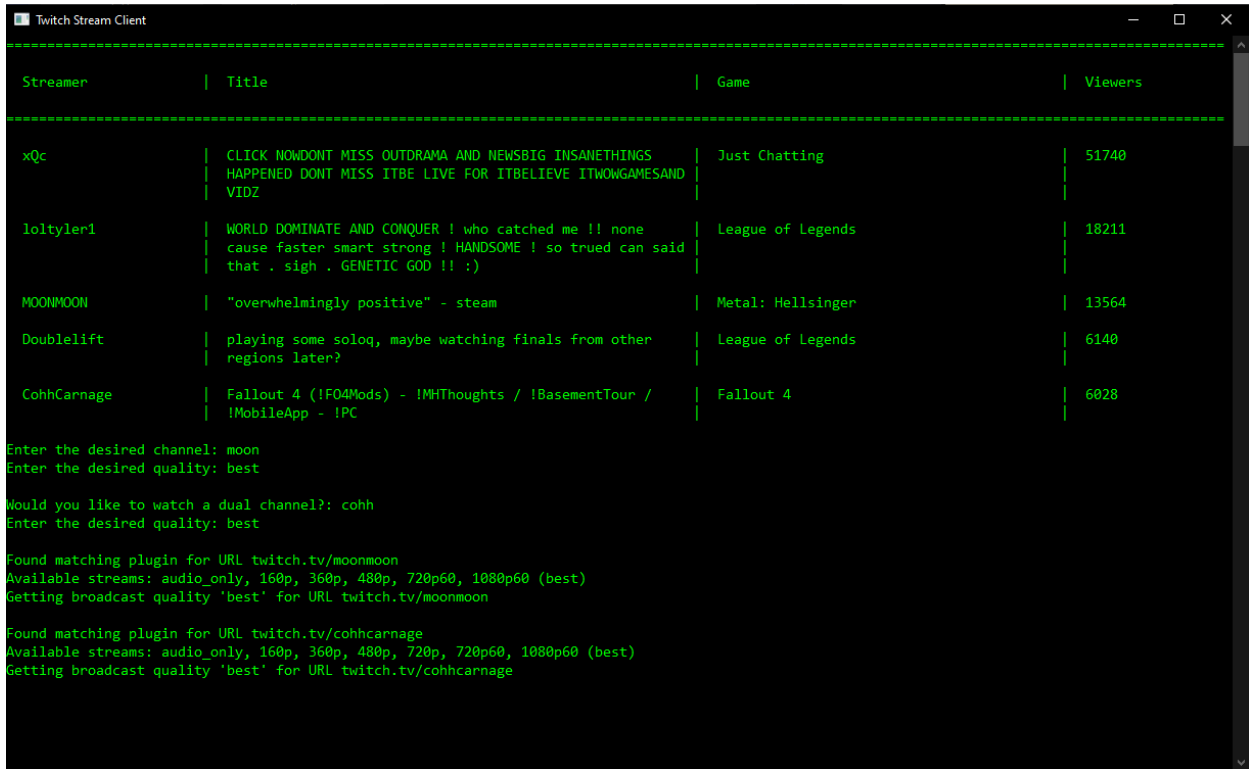 Twitch Stream Client
================================================================================
Streamer | Title | Game | Viewers
================================================================================
xQc | CLICK NOWDONT MISS OUTDRAMA AND NEWSBIG INSANETHINGS | Just Chatting | 51740
| HAPPENED DONT MISS ITBE LIVE FOR ITBELIEVE ITWOWGAMESAND | |
| VIDZ | |
loltyler1 | WORLD DOMINATE AND CONQUER ! who catched me !! none | League of Legends | 18211
| cause faster smart strong ! HANDSOME ! so trued can said | |
| that . sigh . GENETIC GOD !! :) | |
MOONMOON | "overwhelmingly positive" - steam | Metal: Hellsinger | 13564
Doublelift | playing some soloq, maybe watching finals from other | League of Legends | 6140
| regions later? | |
CohhCarnage | Fallout 4 (!FO4Mods) - !MHThoughts / !BasementTour / | Fallout 4 | 6028
| !MobileApp - !PC | |
Enter the desired channel: moon
Enter the desired quality: best
Would you like to watch a dual channel?: cohh
Enter the desired quality: best
Found matching plugin for URL twitch.tv/moonmoon
Available streams: audio_only, 160p, 360p, 480p, 720p60, 1080p60 (best)
Getting broadcast quality 'best' for URL twitch.tv/moonmoon
Found matching plugin for URL twitch.tv/cohhcarnage
Available streams: audio_only, 160p, 360p, 480p, 720p, 720p60, 1080p60 (best)
Getting broadcast quality 'best' for URL twitch.tv/cohhcarnage